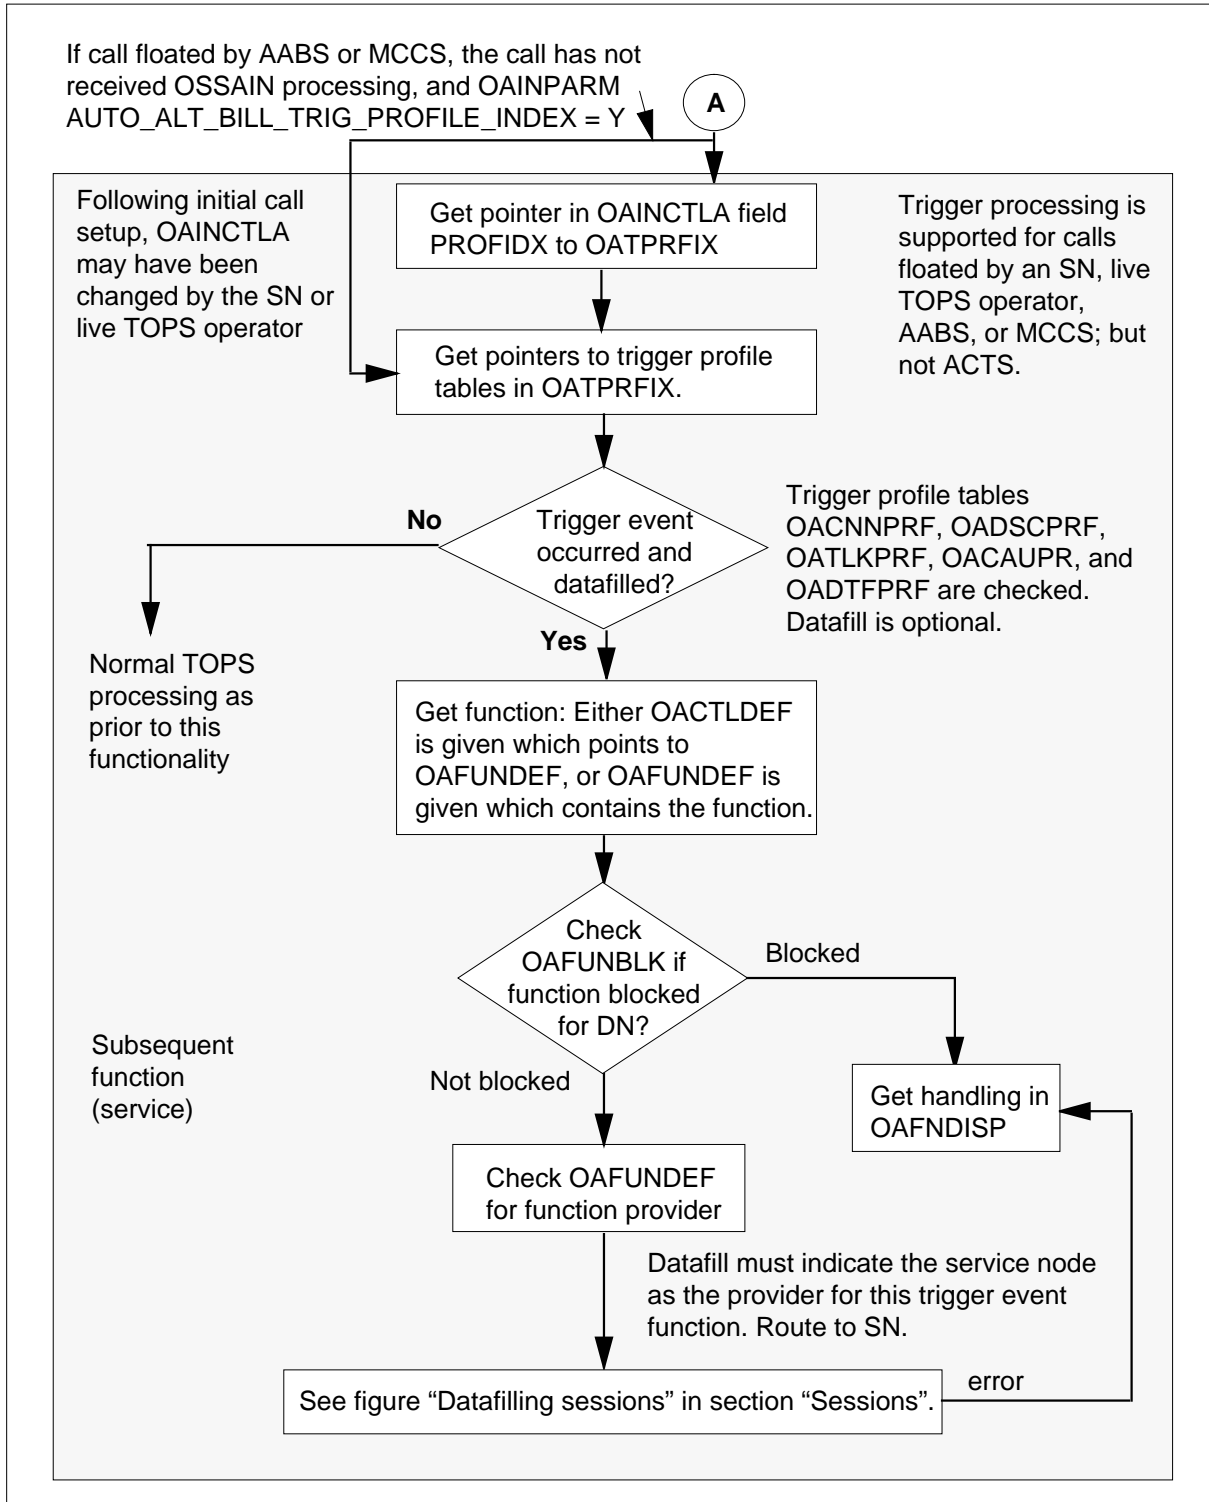 If call floated by AABS or MCCS, the call has not
received OSSAIN processing, and OAINPARM
AUTO_ALT_BILL_TRIG_PROFILE_INDEX = Y
A
Following initial call
setup, OAINCTLA
may have been
changed by the SN or
live TOPS operator
Get pointer in OAINCTLA field
PROFIDX to OATPRFIX
Trigger processing is
supported for calls
floated by an SN, live
TOPS operator,
AABS, or MCCS; but
not ACTS.
Get pointers to trigger profile
tables in OATPRFIX.
No
Trigger event
occurred and
datafilled?
Trigger profile tables
OACNNPRF, OADSCPRF,
OATLKPRF, OACAUPR, and
OADTFPRF are checked.
Datafill is optional.
Yes
Normal TOPS
processing as
prior to this
functionality
Get function: Either OACTLDEF
is given which points to
OAFUNDEF, or OAFUNDEF is
given which contains the function.
Check
OAFUNBLK if
function blocked
for DN?
Blocked
Subsequent
function
(service)
Not blocked
Get handling in
OAFNDISP
Check OAFUNDEF
for function provider
Datafill must indicate the service node
as the provider for this trigger event
function. Route to SN.
See figure “Datafilling sessions” in section “Sessions”.
error